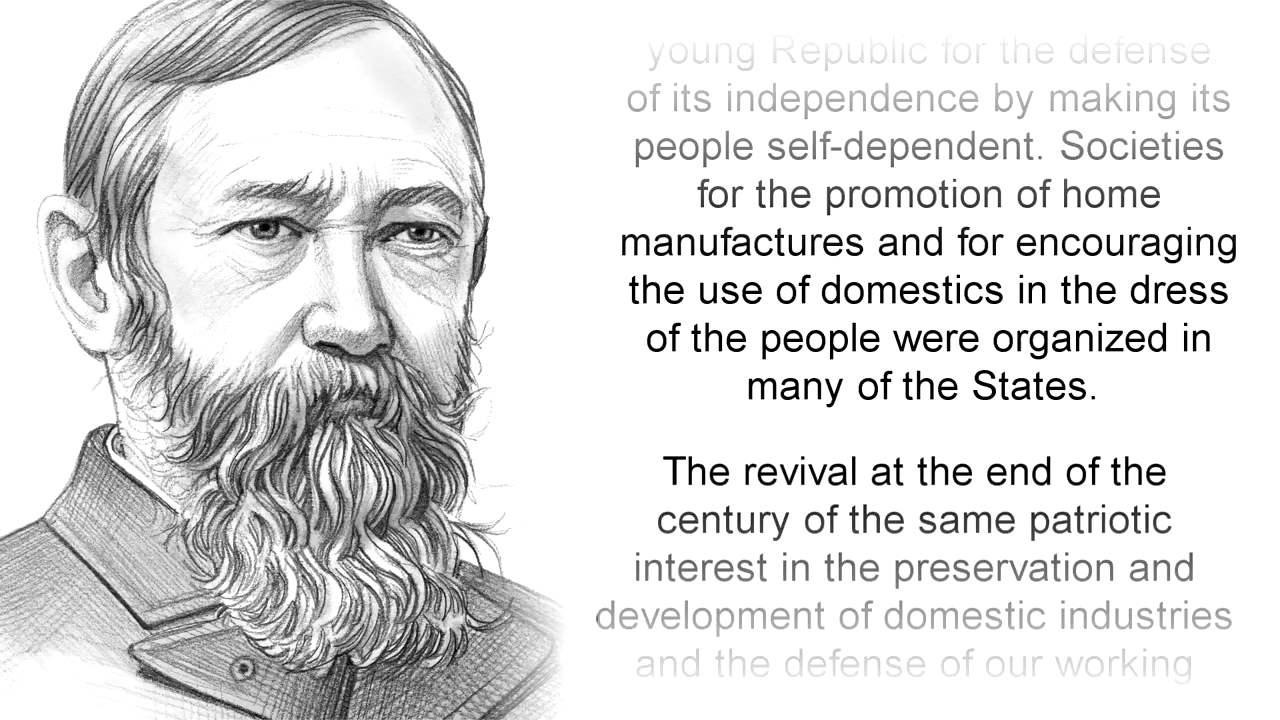 young Republic for the defense
of its independence by making its
people self-dependent. Societies
for the promotion of home
manufactures and for encouraging
the use of domestics in the dress
of the people were organized in
many of the States.
The revival at the end of the
century of the same patriotic
interest in the preservation and
development of domestic industries
and the defense of our working